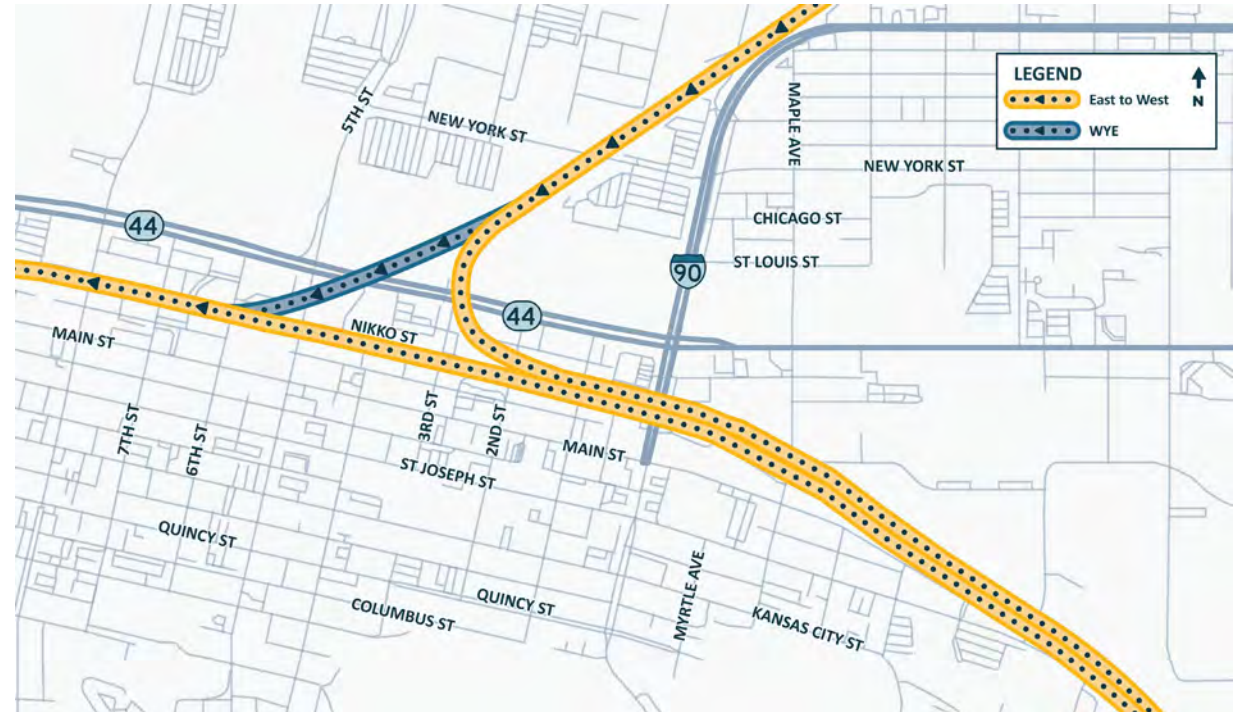 LEGEND
N
East to West
WYE
5TH ST
NEW YORK ST
MAPLE AVE
NEW YORK ST
CHICAGO ST
44
ST LOUIS ST
90
44
NIKKO ST
MAIN ST
7TH ST
6TH ST
3RD ST
2ND ST
MAIN ST
ST JOSEPH ST
QUINCY ST
QUINCY ST
COLUMBUS ST
MYRTLE AVE
KANSAS CITY ST